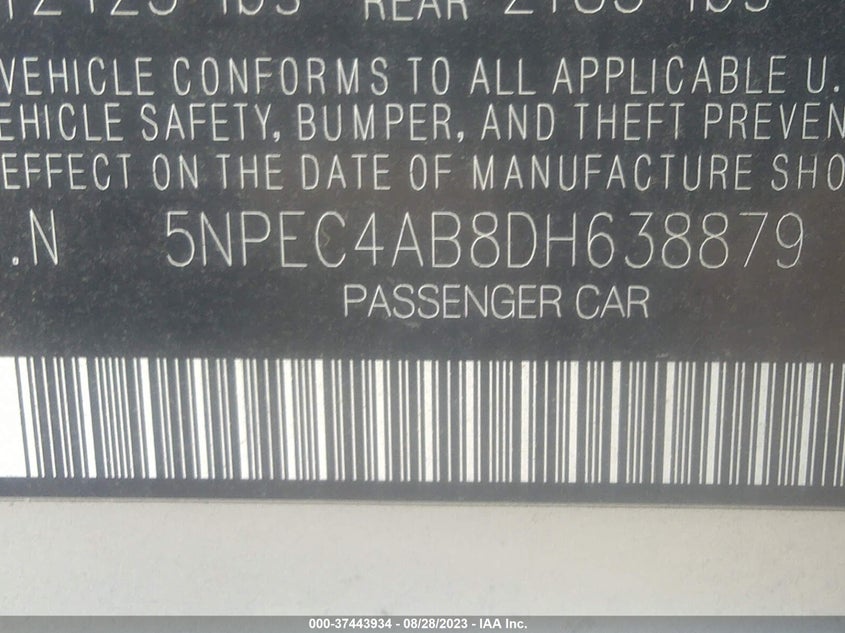 REAR
VEHICLE CONFORMS TO ALL APPLICABLE U.
EHICLE SAFETY, BUMPER, AND THEFT PREVEN
EFFECT ON THE DATE OF MANUFACTURE SHO
.N 5NPEC4AB8DH638879
PASSENGER CAR
000-37443934 - 08/28/2023 - IAA Inc.